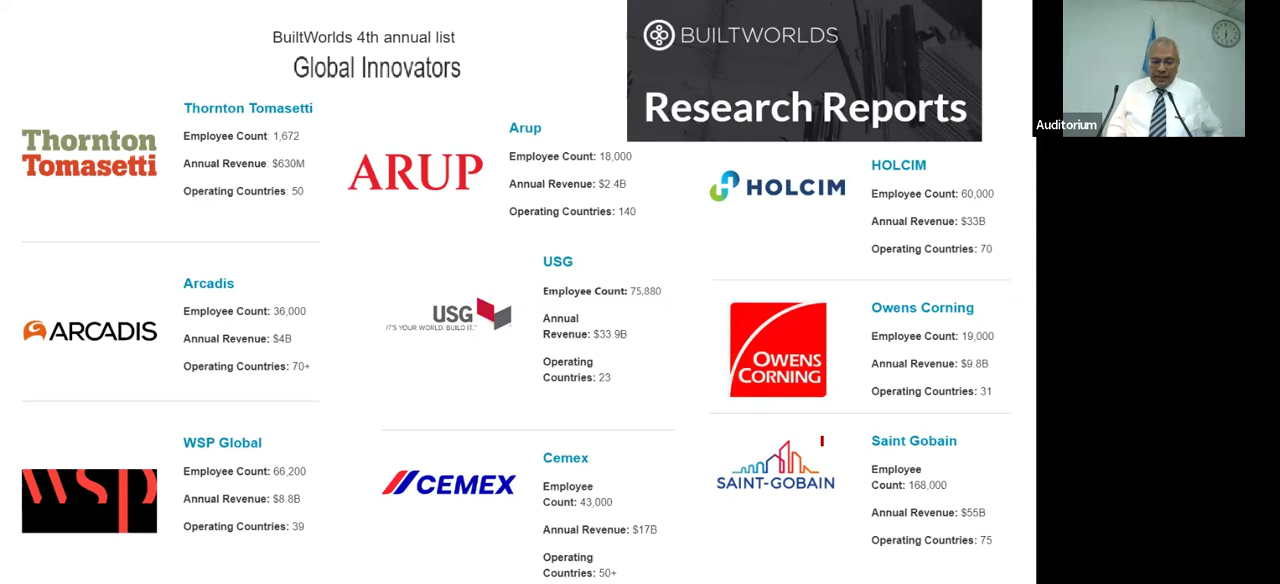 BuiltWorlds 4th annual list
Global Innovators
BUILTWORLDS
Research Reports
Auditorium
Thornton
Tomasetti
Thornton Tomasetti
Employee Count: 1,672
Annual Revenue: $630M
Operating Countries: 50
ARCADIS
Arcadis
Employee Count: 36,000
Annual Revenue: $4B
Operating Countries: 70+
wsp
WSP Global
Employee Count: 66,200
Annual Revenue: $8.8B
Operating Countries: 39
ARUP
Arup
Employee Count: 18,000
Annual Revenue: $2.4B
Operating Countries: 140
USG
IT'S YOUR WORLD. BUILD IT.™
USG
Employee Count: 75,880
Annual
Revenue: $33.9B
Operating
Countries: 23
CEMEX
Cemex
Employee
Count: 43,000
Annual Revenue: $17B
Operating
Countries: 50+
HOLCIM
HOLCIM
Employee Count: 60,000
Annual Revenue: $33B
Operating Countries: 70
OWENS
CORNING
Owens Corning
Employee Count: 19,000
Annual Revenue: $9.8B
Operating Countries: 31
SAINT-GOBAIN
Saint Gobain
Employee
Count: 168,000
Annual Revenue: $55B
Operating Countries: 75